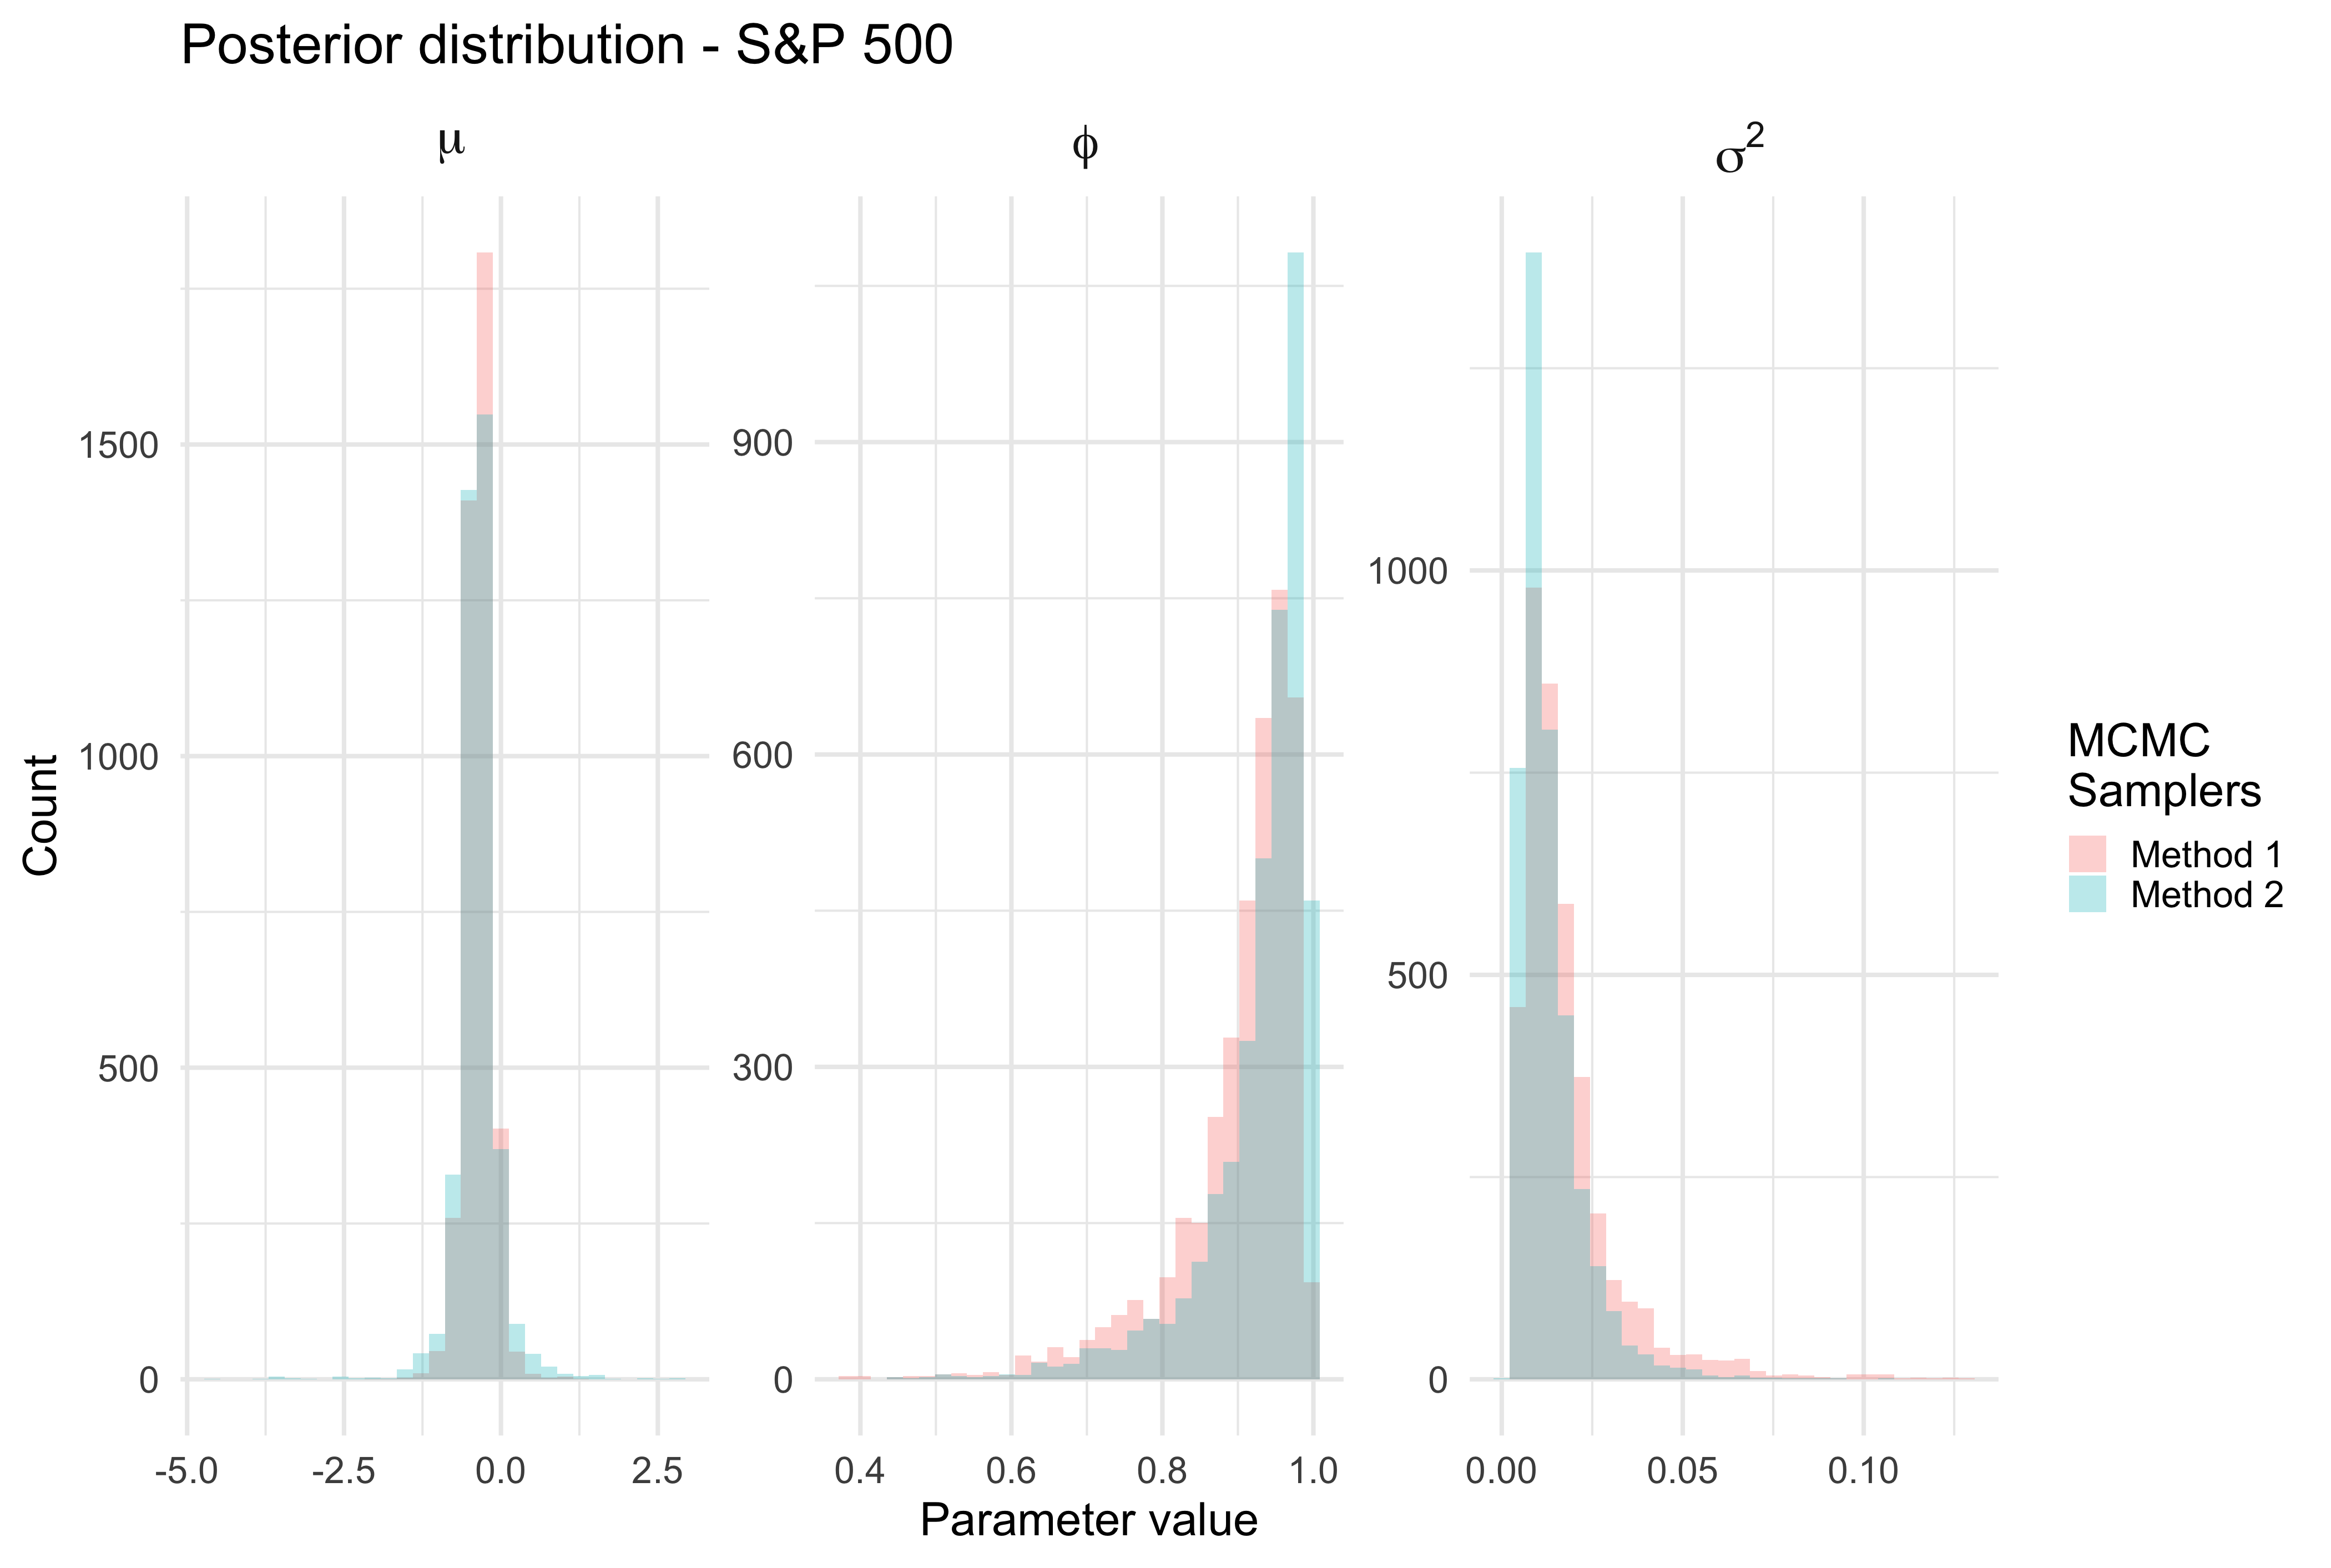 Posterior distribution - S&P 500
μ
ϕ
σ²
Count
1500
1000
500
0
900
600
300
0
1000
500
0
-5.0 -2.5 0.0 2.5
0.4 0.6 0.8 1.0
0.00 0.05 0.10
Parameter value
MCMC
Samplers
Method 1
Method 2